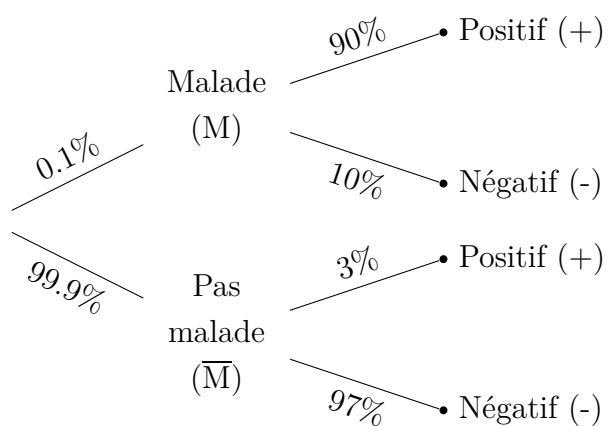 90%
Positif (+)
Malade
(M)
0.1%
10%
Négatif (-)
99.9%
3%
Positif (+)
Pas
malade
(M̅)
97%
Négatif (-)